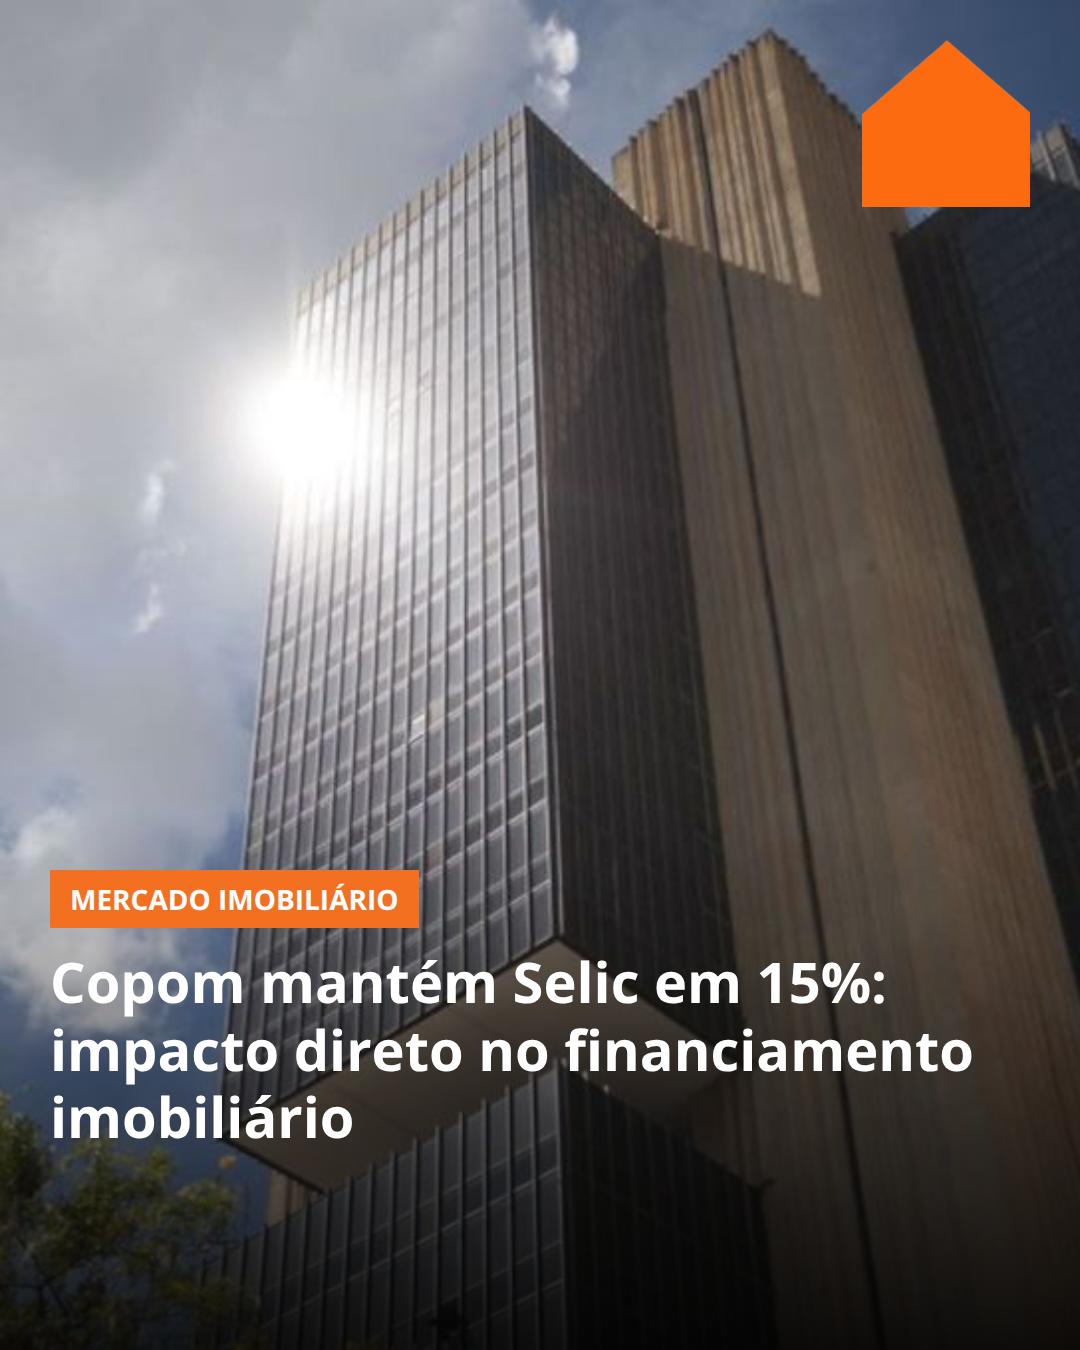 MERCADO IMOBILIÁRIO
Copom mantém Selic em 15%:
impacto direto no financiamento
imobiliário